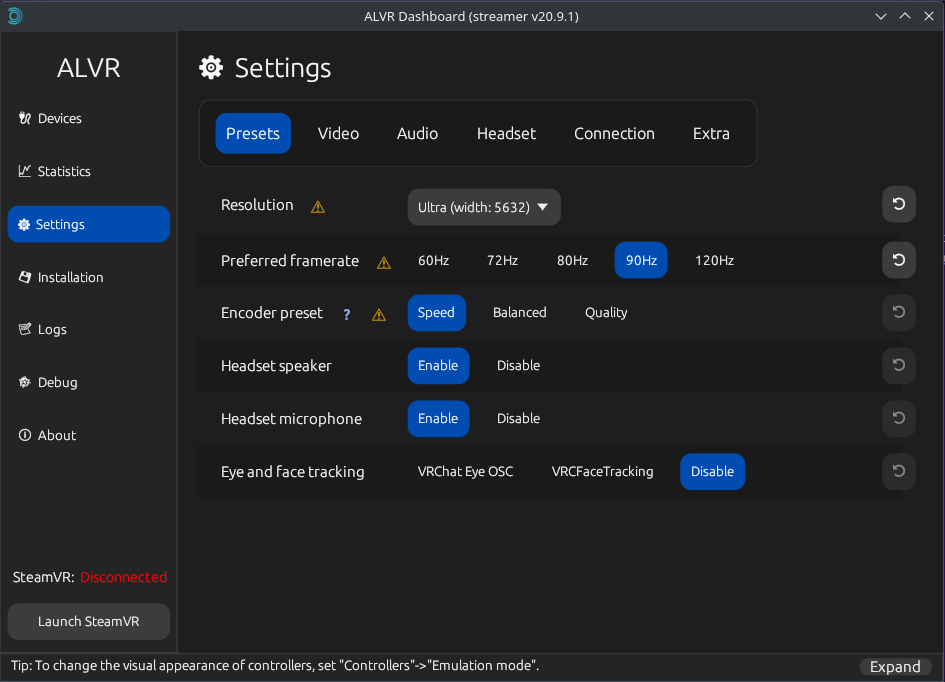 ALVR Dashboard (streamer v20.9.1)
ALVR
Devices
Statistics
Settings
Installation
Logs
Debug
About
SteamVR: Disconnected
Launch SteamVR
Settings
Presets Video Audio Headset Connection Extra
Resolution Ultra (width: 5632)
Preferred framerate 60Hz 72Hz 80Hz 90Hz 120Hz
Encoder preset ? Speed Balanced Quality
Headset speaker Enable Disable
Headset microphone Enable Disable
Eye and face tracking VRChat Eye OSC VRCFaceTracking Disable
Tip: To change the visual appearance of controllers, set "Controllers"->"Emulation mode". Expand